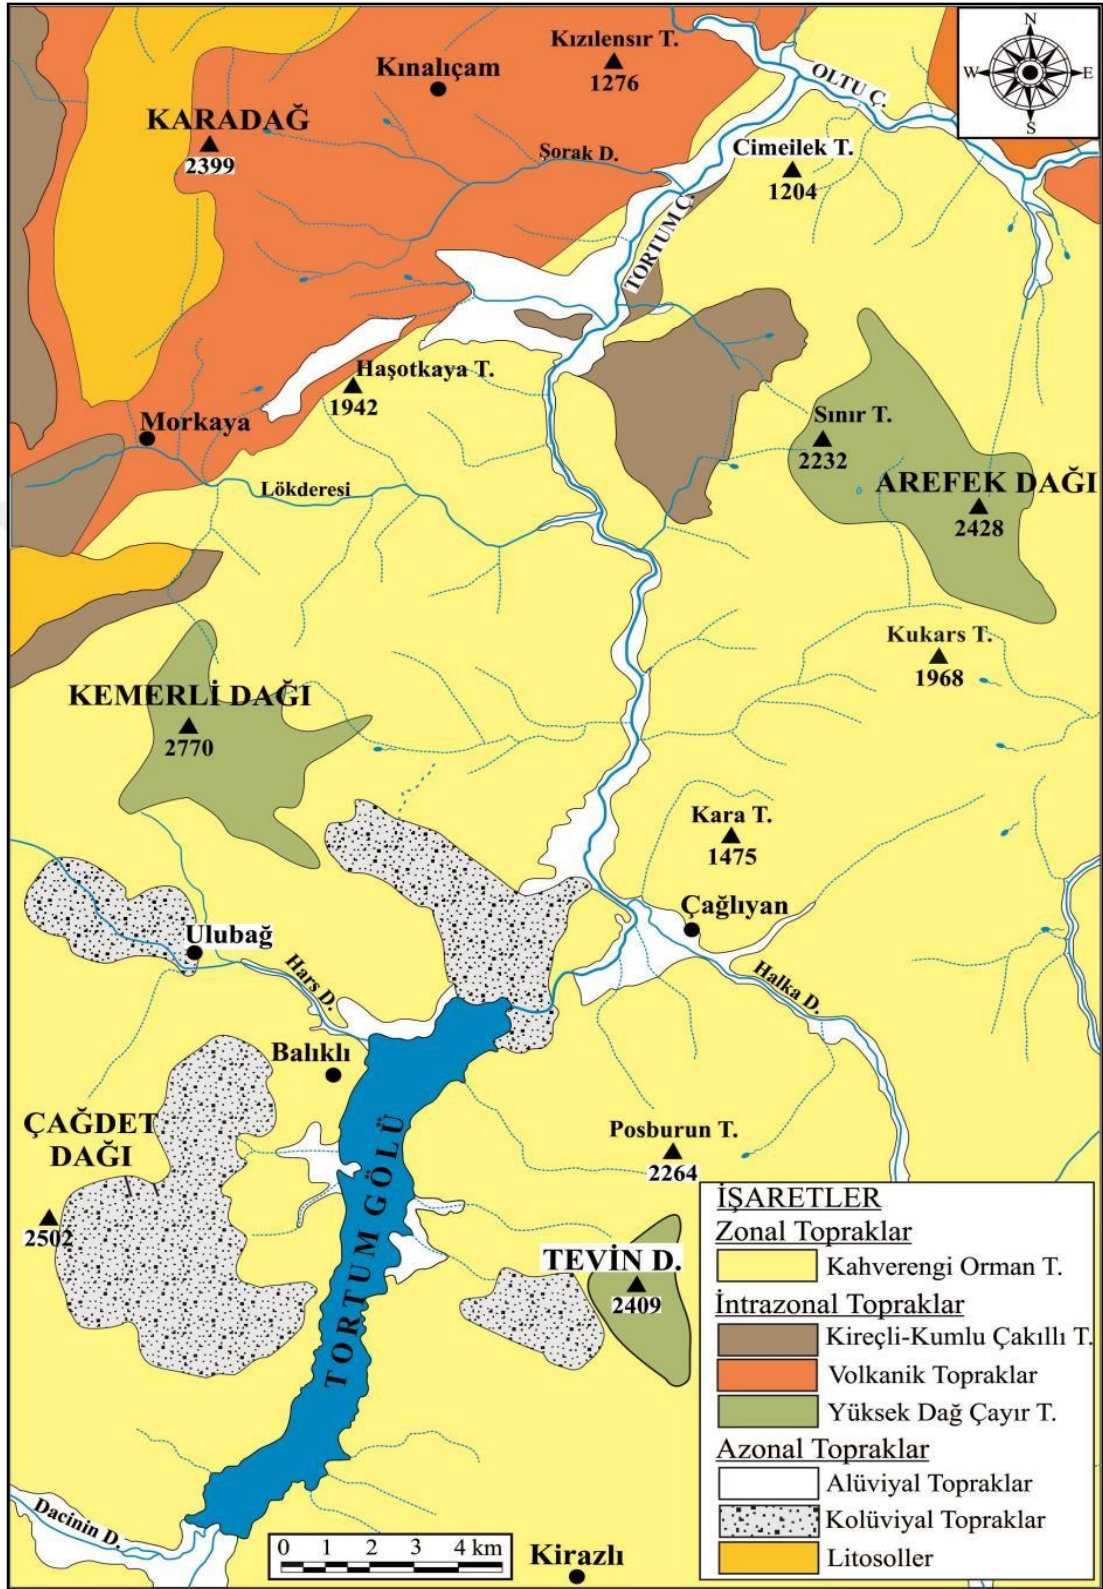 N
W
E
S
Kızılensır T.
1276
Kınalıçam
OLTU Ç.
KARADAĞ
2399
Şorak D.
Cimeilek T.
1204
TORTUM Ç.
Haşotkaya T.
1942
Morkaya
Sınır T.
2232
AREFEK DAĞI
2428
Lökderesi
Kukars T.
1968
KEMERLİ DAĞI
2770
Kara T.
1475
Çağlıyan
Ulubağ
Hars D.
Halka D.
Balıklı
ÇAĞDET
DAĞI
2502
Posburun T.
2264
TORTUM GÖLÜ
TEVİN D.
2409
Dacinin D.
0 1 2 3 4 km
Kirazlı
İŞARETLER
Zonal Topraklar
Kahverengi Orman T.
İntrazonal Topraklar
Kireçli-Kumlu Çakıllı T.
Volkanik Topraklar
Yüksek Dağ Çayır T.
Azonal Topraklar
Alüviyal Topraklar
Kolüviyal Topraklar
Litosoller